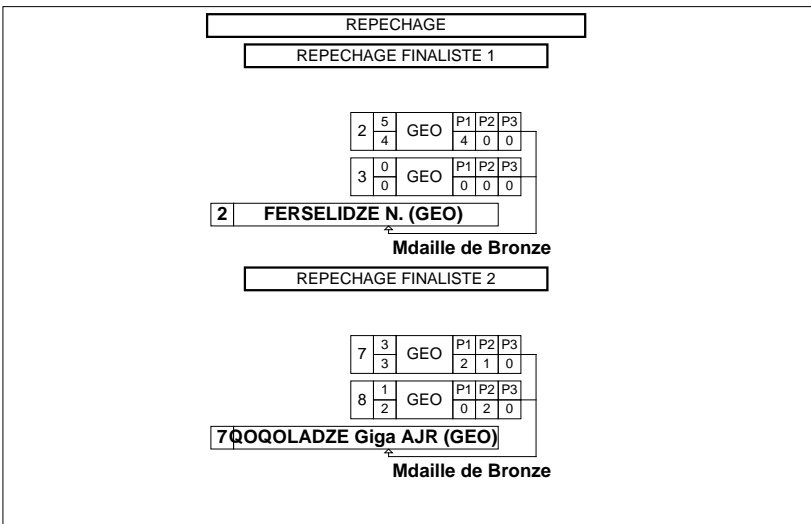 REPECHAGE
REPECHAGE FINALISTE 1
2 5 GEO P1 P2 P3
4 4 0 0
3 0 GEO P1 P2 P3
0 0 0 0
2 FERSELIDZE N. (GEO)
Mdaille de Bronze
REPECHAGE FINALISTE 2
7 3 GEO P1 P2 P3
3 2 1 0
8 1 GEO P1 P2 P3
2 0 2 0
7 QOQOLADZE Giga AJR (GEO)
Mdaille de Bronze